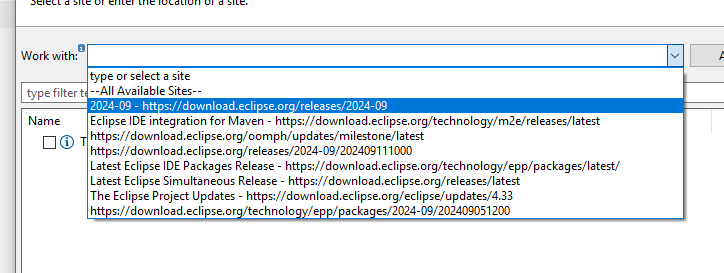 Select a site or enter the location of a site.
Work with:
type or select a site
--All Available Sites--
2024-09 - https://download.eclipse.org/releases/2024-09
Eclipse IDE integration for Maven - https://download.eclipse.org/technology/m2e/releases/latest
https://download.eclipse.org/oomph/updates/milestone/latest
https://download.eclipse.org/releases/2024-09/202409111000
Latest Eclipse IDE Packages Release - https://download.eclipse.org/technology/epp/packages/latest/
Latest Eclipse Simultaneous Release - https://download.eclipse.org/releases/latest
The Eclipse Project Updates - https://download.eclipse.org/eclipse/updates/4.33
https://download.eclipse.org/technology/epp/packages/2024-09/202409051200
type filter
Name